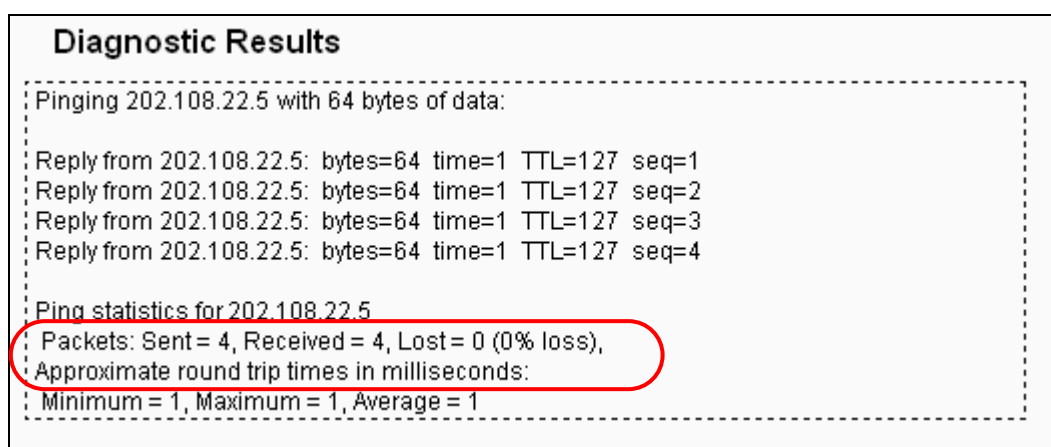 Diagnostic Results
Pinging 202.108.22.5 with 64 bytes of data:
Reply from 202.108.22.5: bytes=64 time=1 TTL=127 seq=1
Reply from 202.108.22.5: bytes=64 time=1 TTL=127 seq=2
Reply from 202.108.22.5: bytes=64 time=1 TTL=127 seq=3
Reply from 202.108.22.5: bytes=64 time=1 TTL=127 seq=4
Ping statistics for 202.108.22.5
Packets: Sent = 4, Received = 4, Lost = 0 (0% loss),
Approximate round trip times in milliseconds:
Minimum = 1, Maximum = 1, Average = 1